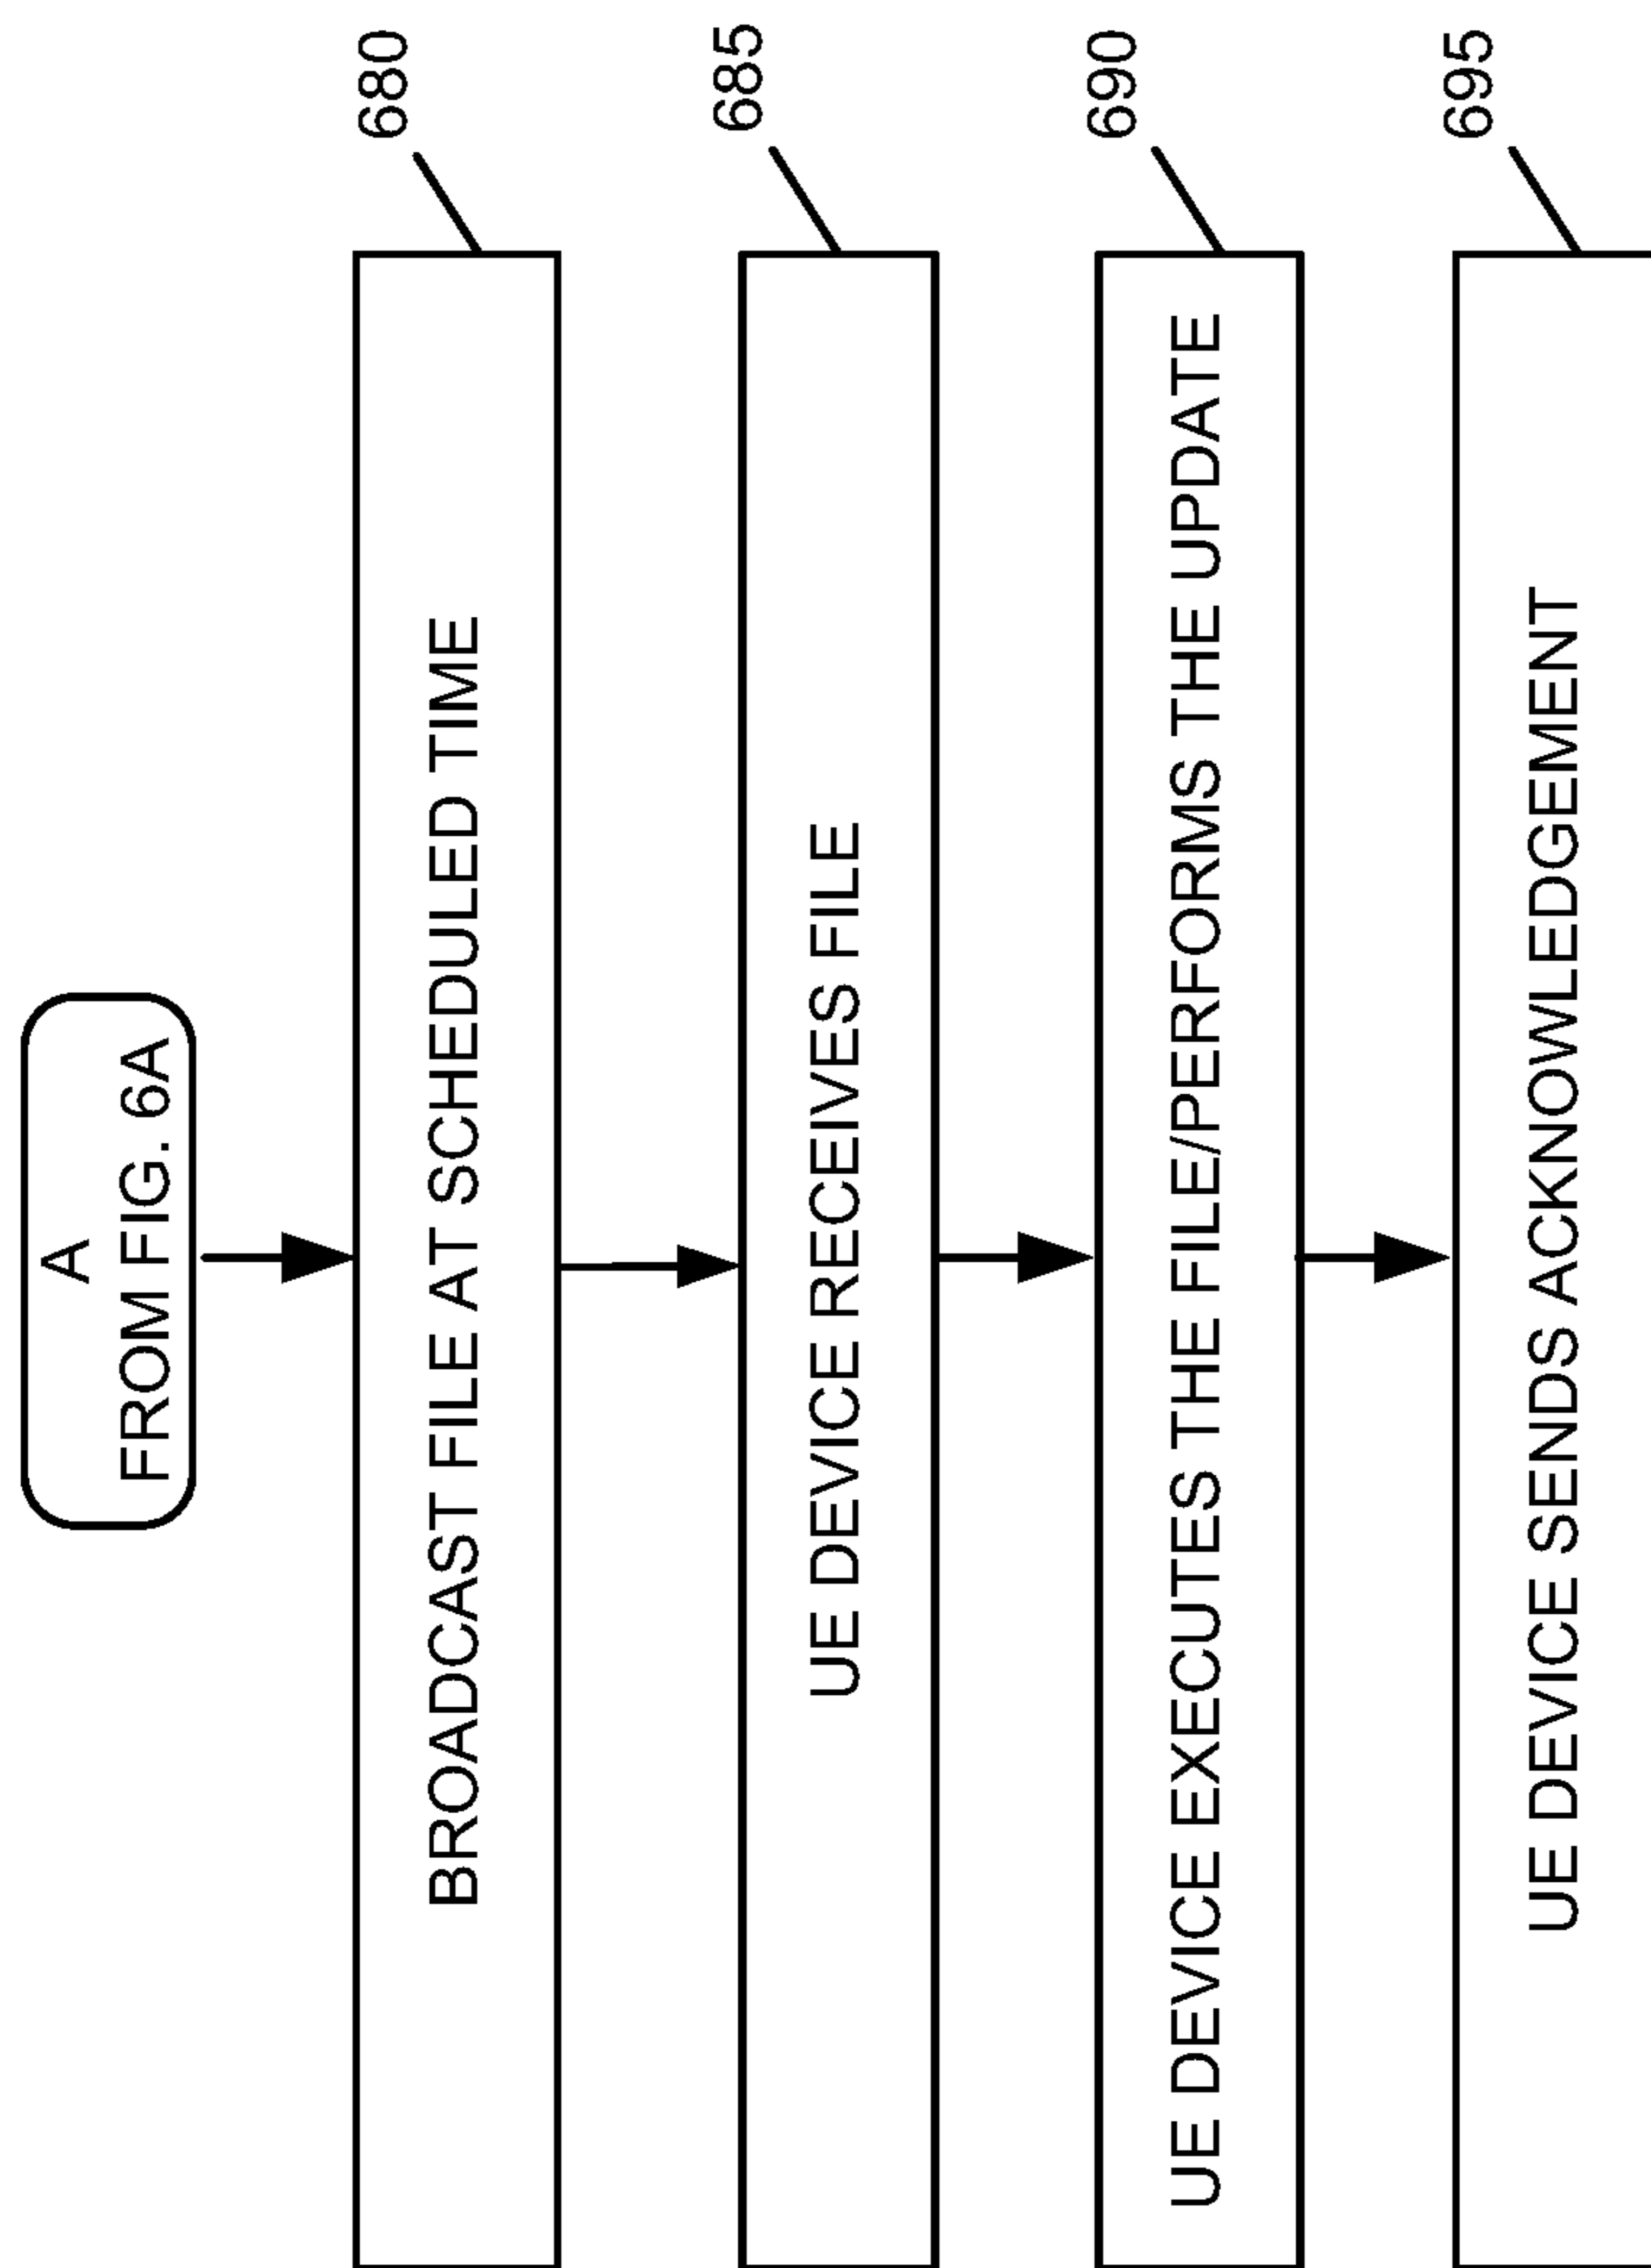 A
FROM FIG. 6A
680
BROADCAST FILE AT SCHEDULED TIME
685
UE DEVICE RECEIVES FILE
690
UE DEVICE EXECUTES THE FILE/PERFORMS THE UPDATE
695
UE DEVICE SENDS ACKNOWLEDGEMENT